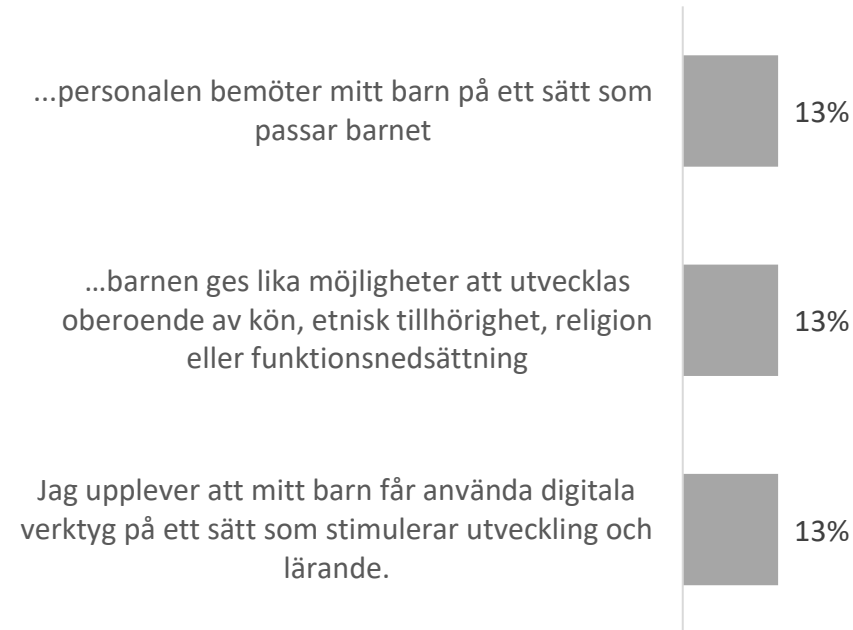 ...personalen bemöter mitt barn på ett sätt som
passar barnet
13%
…barnen ges lika möjligheter att utvecklas
oberoende av kön, etnisk tillhörighet, religion
eller funktionsnedsättning
13%
Jag upplever att mitt barn får använda digitala
verktyg på ett sätt som stimulerar utveckling och
lärande.
13%